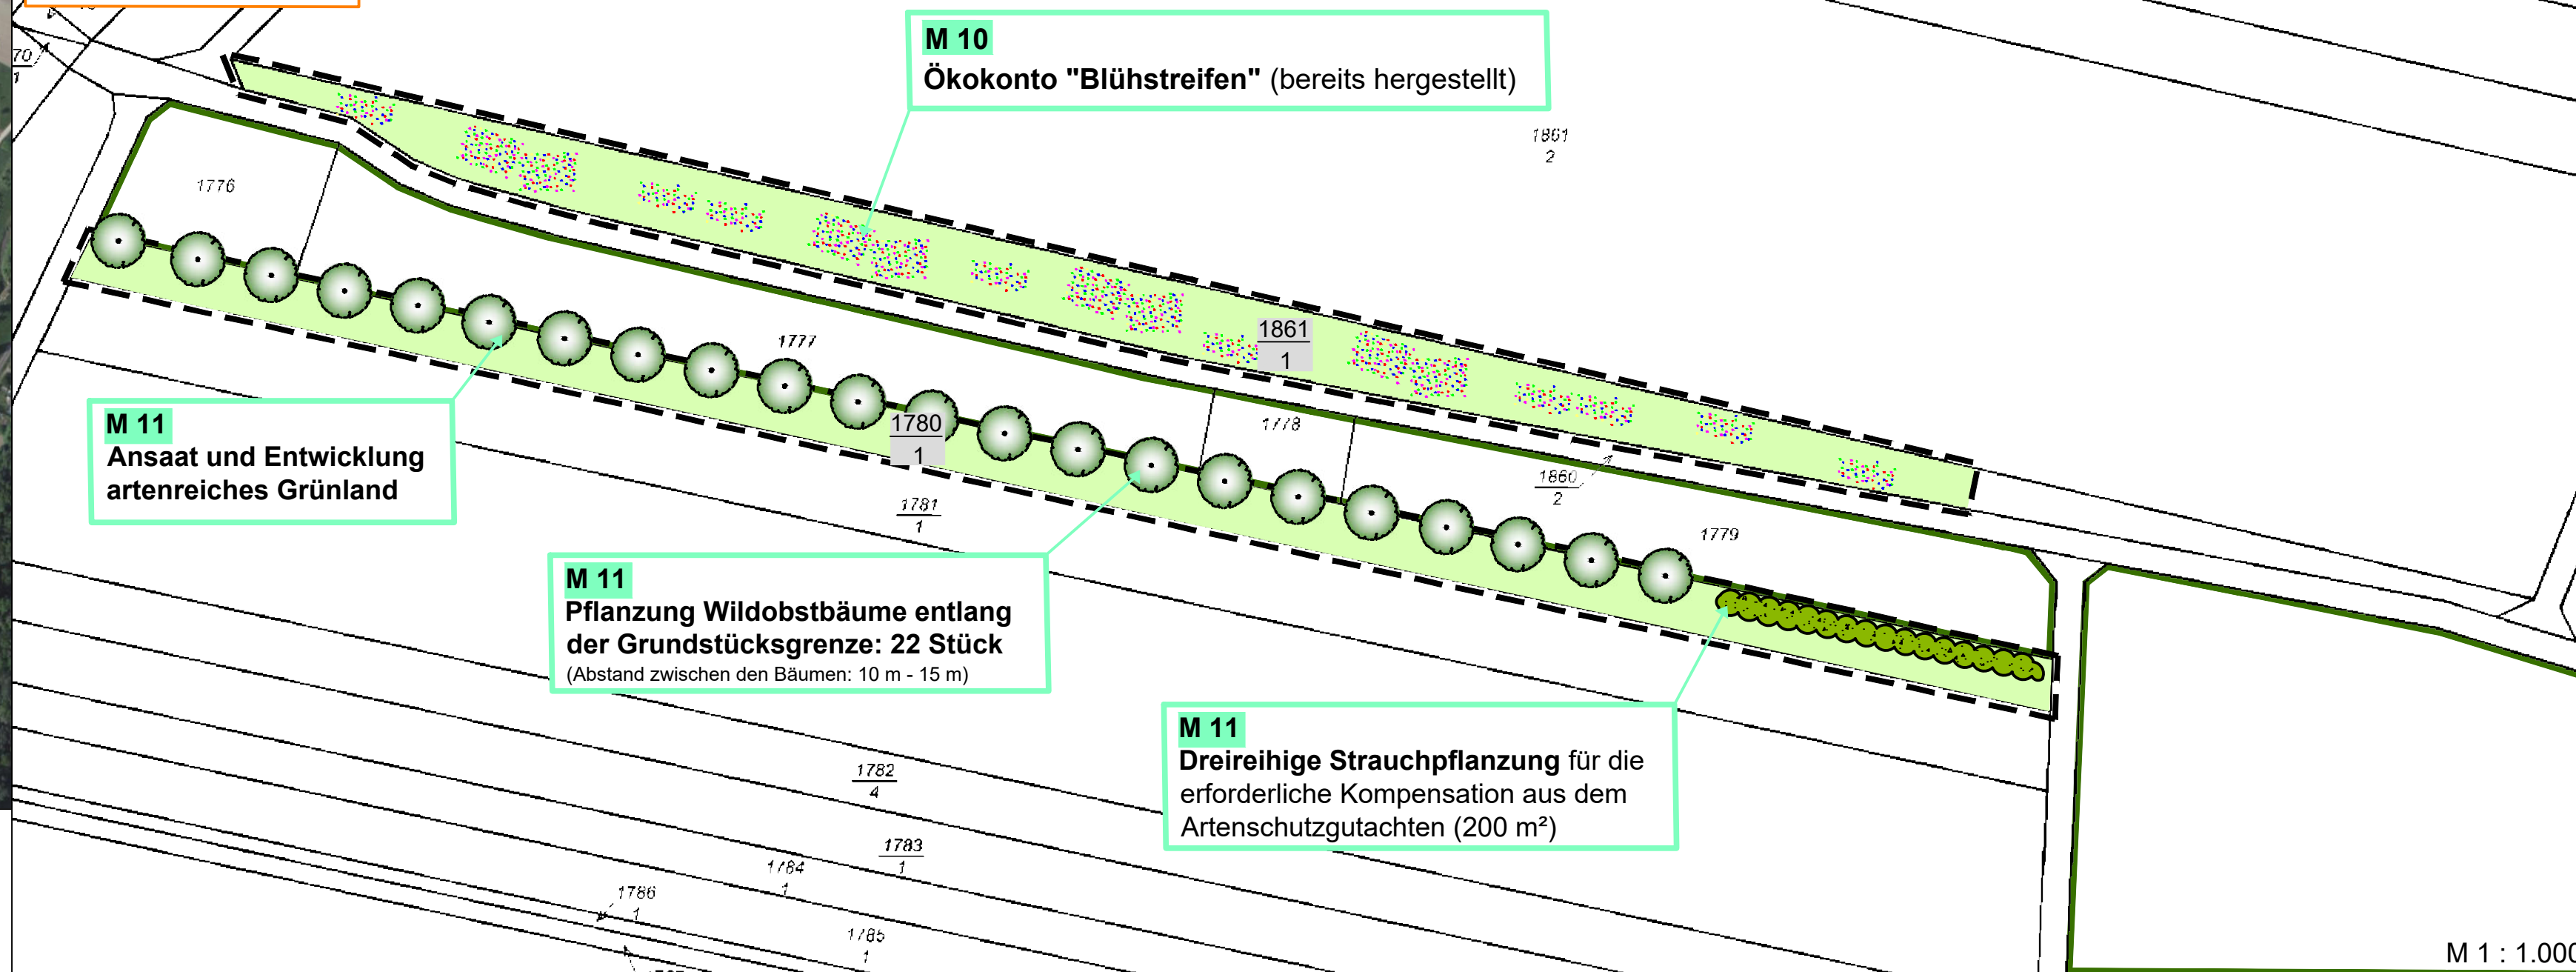 M 10
Ökokonto "Blühstreifen" (bereits hergestellt)
70
1
1861
2
1776
1861
1
1777
1780
1
1778
M 11
Ansaat und Entwicklung
artenreiches Grünland
1860
2
1779
1781
1
M 11
Pflanzung Wildobstbäume entlang
der Grundstücksgrenze: 22 Stück
(Abstand zwischen den Bäumen: 10 m - 15 m)
M 11
Dreireihige Strauchpflanzung für die
erforderliche Kompensation aus dem
Artenschutzgutachten (200 m²)
1782
4
1783
1
1784
1
1786
1
1785
1
M 1 : 1.000